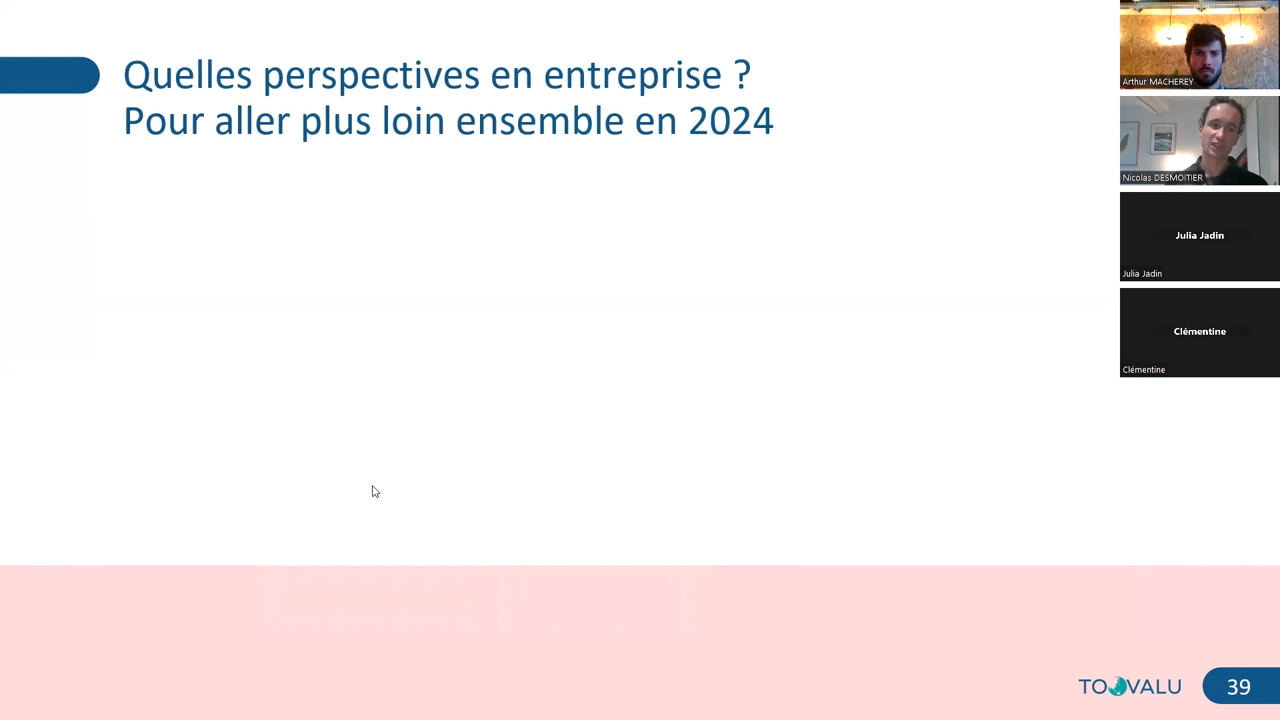 Quelles perspectives en entreprise ?
Pour aller plus loin ensemble en 2024
Arthur MACHEREY
Nicolas DESMOITIER
Julia Jadin
Julia Jadin
Clémentine
Clémentine
TOOVALU
39